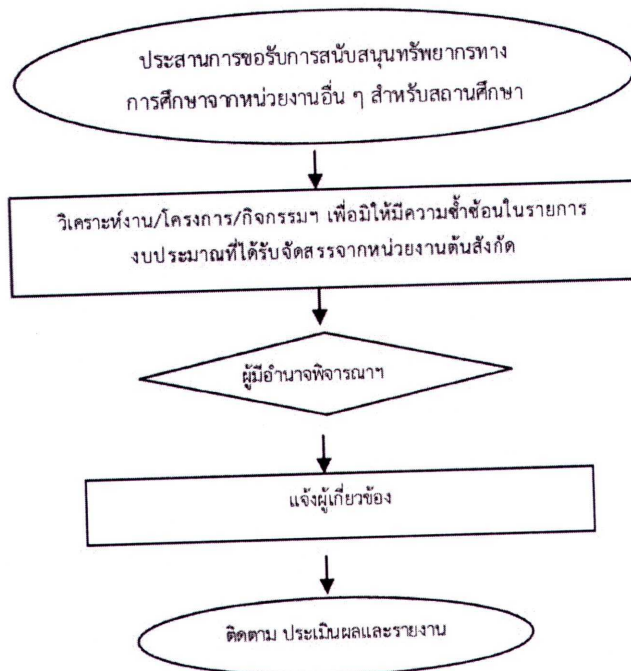 ประสานการขอรับการสนับสนุนทรัพยากรทาง
การศึกษาจากหน่วยงานอื่น ๆ สำหรับสถานศึกษา
วิเคราะห์งาน/โครงการ/กิจกรรมฯ เพื่อมิให้มีความซ้ำซ้อนในรายการ
งบประมาณที่ได้รับจัดสรรจากหน่วยงานต้นสังกัด
ผู้มีอำนาจพิจารณาฯ
แจ้งผู้เกี่ยวข้อง
ติดตาม ประเมินผลและรายงาน